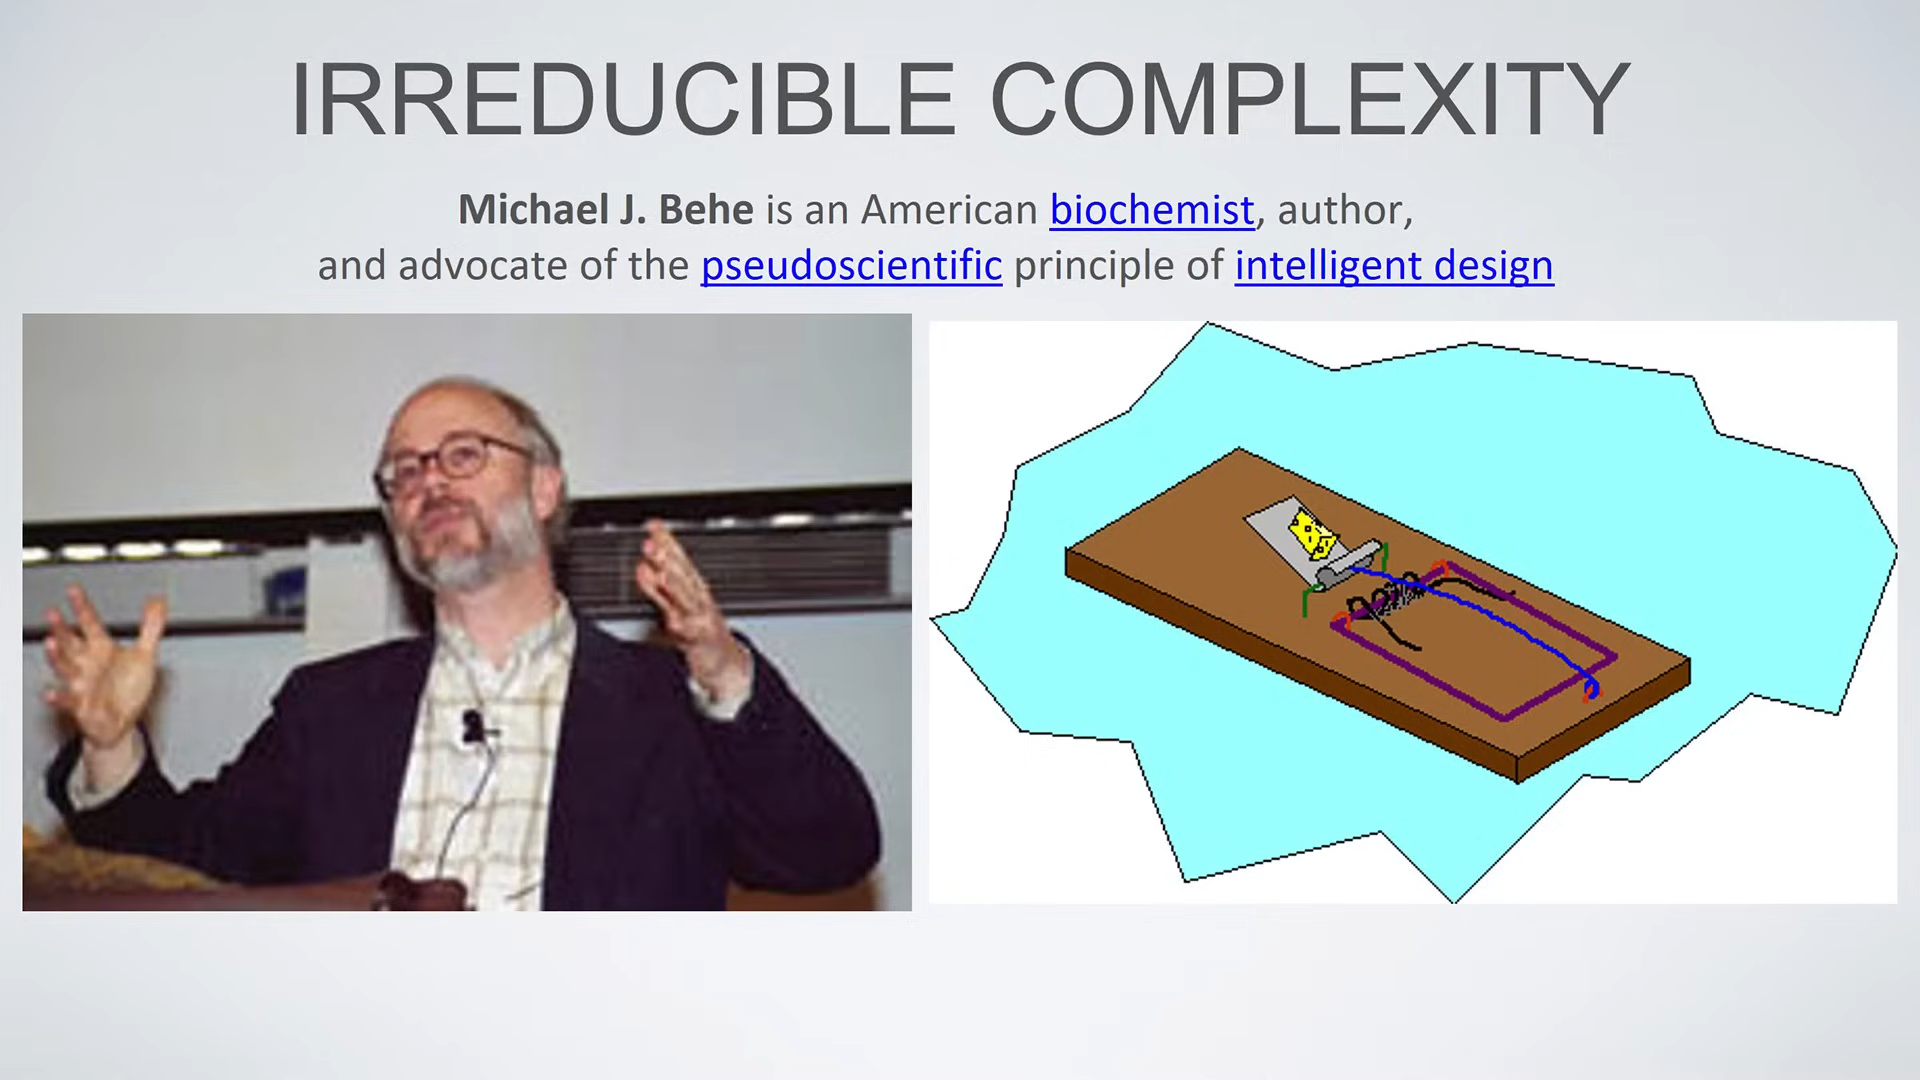 IRREDUCIBLE COMPLEXITY
Michael J. Behe is an American biochemist, author,
and advocate of the pseudoscientific principle of intelligent design